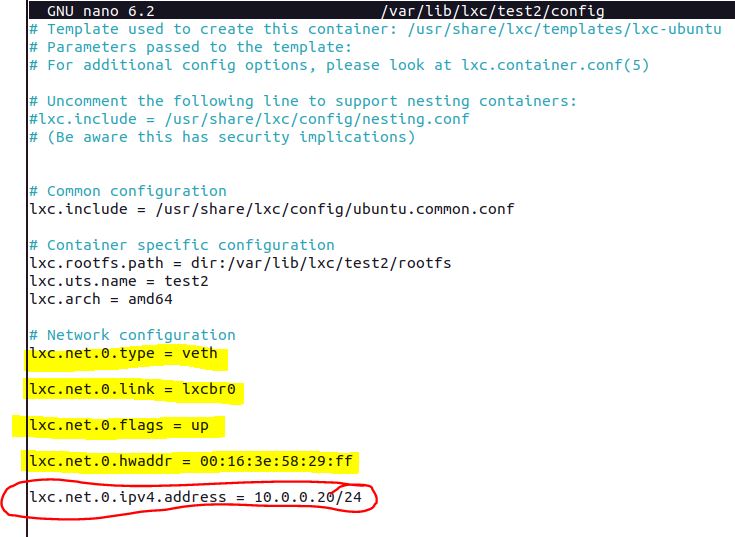 GNU nano 6.2 /var/lib/lxc/test2/config
# Template used to create this container: /usr/share/lxc/templates/lxc-ubuntu
# Parameters passed to the template:
# For additional config options, please look at lxc.container.conf(5)
# Uncomment the following line to support nesting containers:
#lxc.include = /usr/share/lxc/config/nesting.conf
# (Be aware this has security implications)
# Common configuration
lxc.include = /usr/share/lxc/config/ubuntu.common.conf
# Container specific configuration
lxc.rootfs.path = dir:/var/lib/lxc/test2/rootfs
lxc.uts.name = test2
lxc.arch = amd64
# Network configuration
lxc.net.0.type = veth
lxc.net.0.link = lxcbr0
lxc.net.0.flags = up
lxc.net.0.hwaddr = 00:16:3e:58:29:ff
lxc.net.0.ipv4.address = 10.0.0.20/24